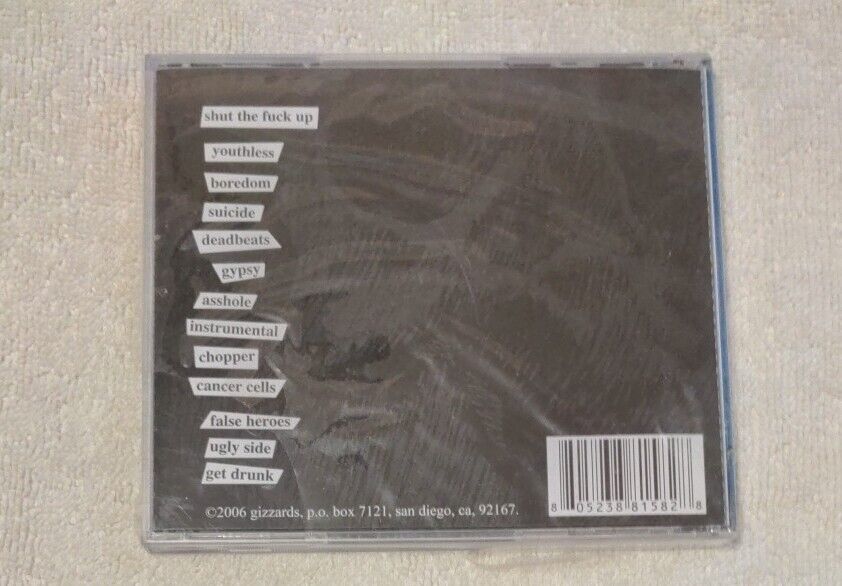 shut the fuck up
youthless
boredom
suicide
deadbeats
gypsy
asshole
instrumental
chopper
cancer cells
false heroes
ugly side
get drunk
©2006 gizzards, p.o. box 7121, san diego, ca, 92167.
8 05238 81582 8